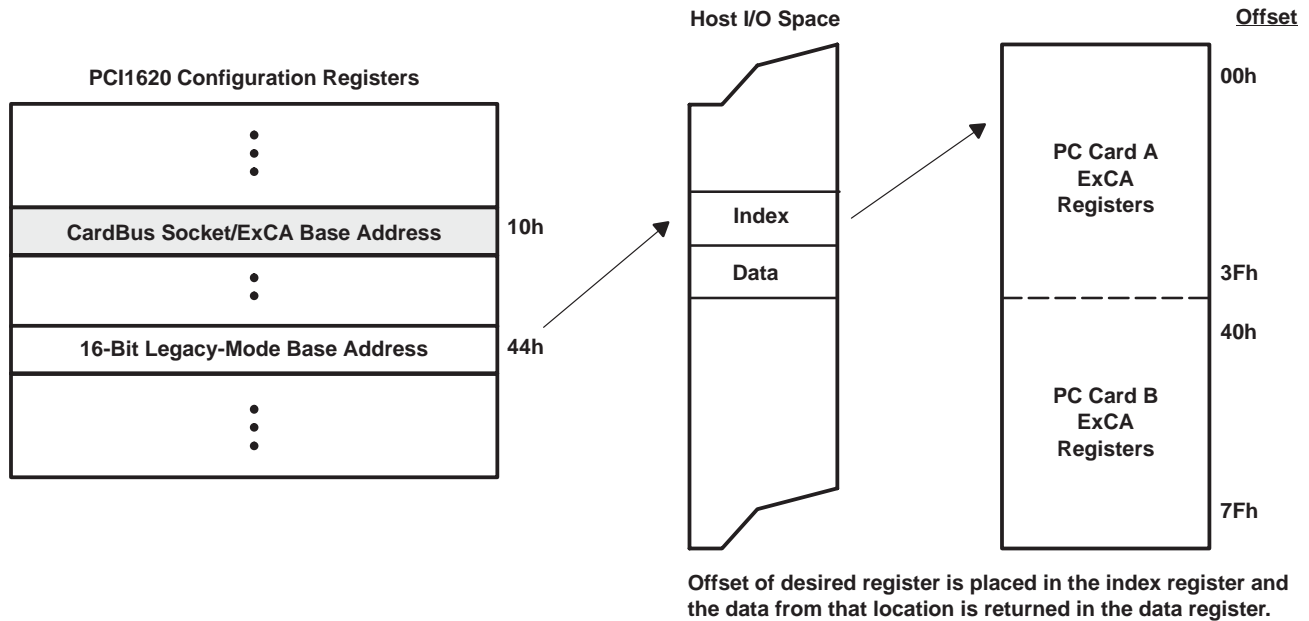 Host I/O Space
Offset
PCI1620 Configuration Registers
CardBus Socket/ExCA Base Address
10h
16-Bit Legacy-Mode Base Address
44h
Index
Data
00h
PC Card A
ExCA
Registers
3Fh
40h
PC Card B
ExCA
Registers
7Fh
Offset of desired register is placed in the index register and
the data from that location is returned in the data register.